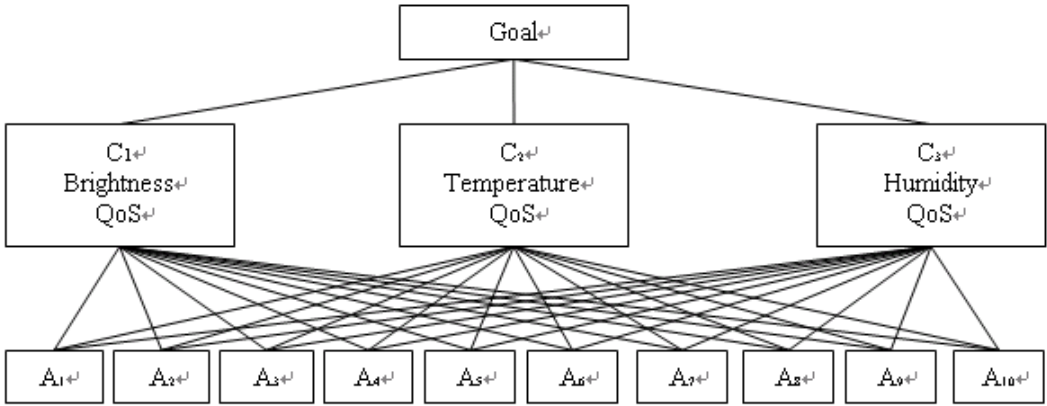 Goal↵
C1↵
Brightness↵
QoS↵
C₂↵
Temperature↵
QoS↵
C₃↵
Humidity↵
QoS↵
A₁↵
A₂↵
A₃↵
A₄↵
A₅↵
A₆↵
A₇↵
A₈↵
A₉↵
A₁₀↵